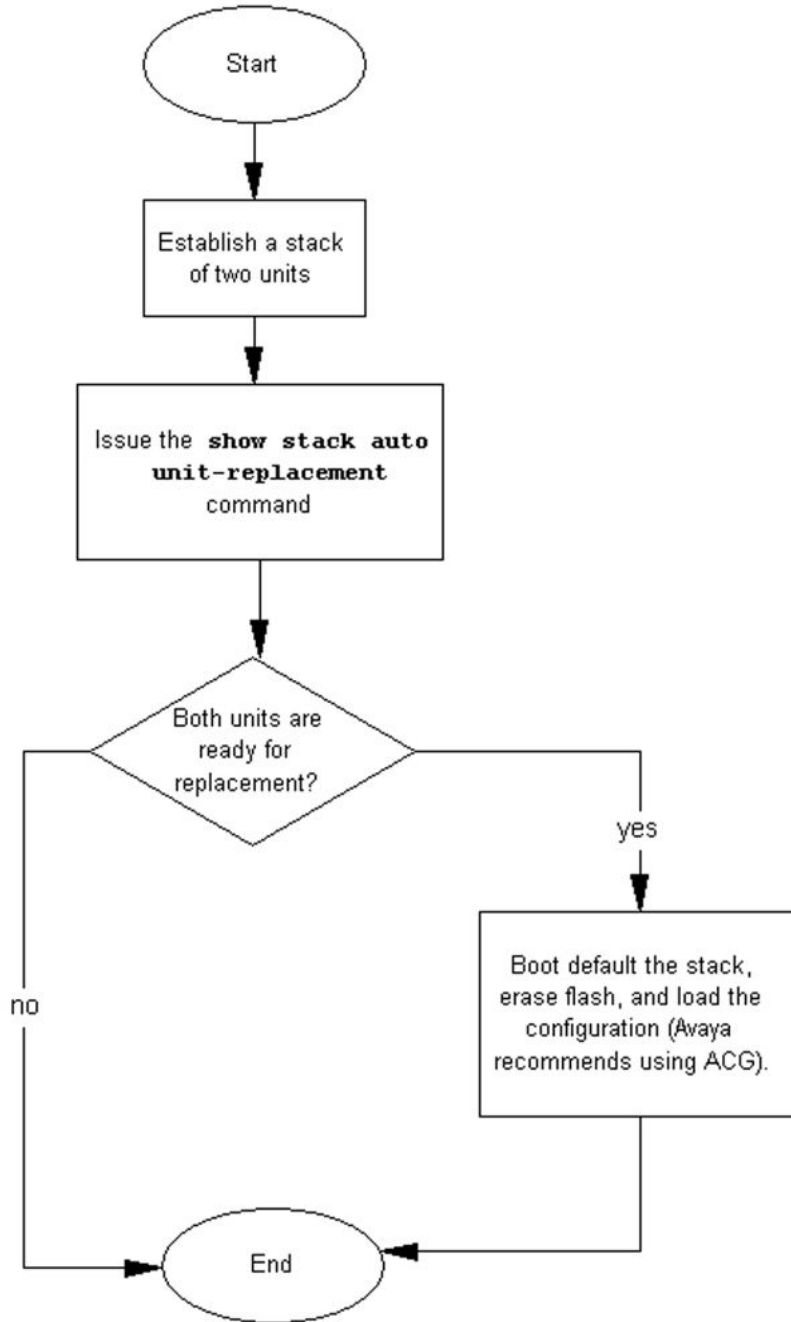 Start
Establish a stack
of two units
Issue the show stack auto
unit-replacement
command
Both units are
ready for
replacement?
yes
Boot default the stack,
erase flash, and load the
configuration (Avaya
recommends using ACG).
no
End